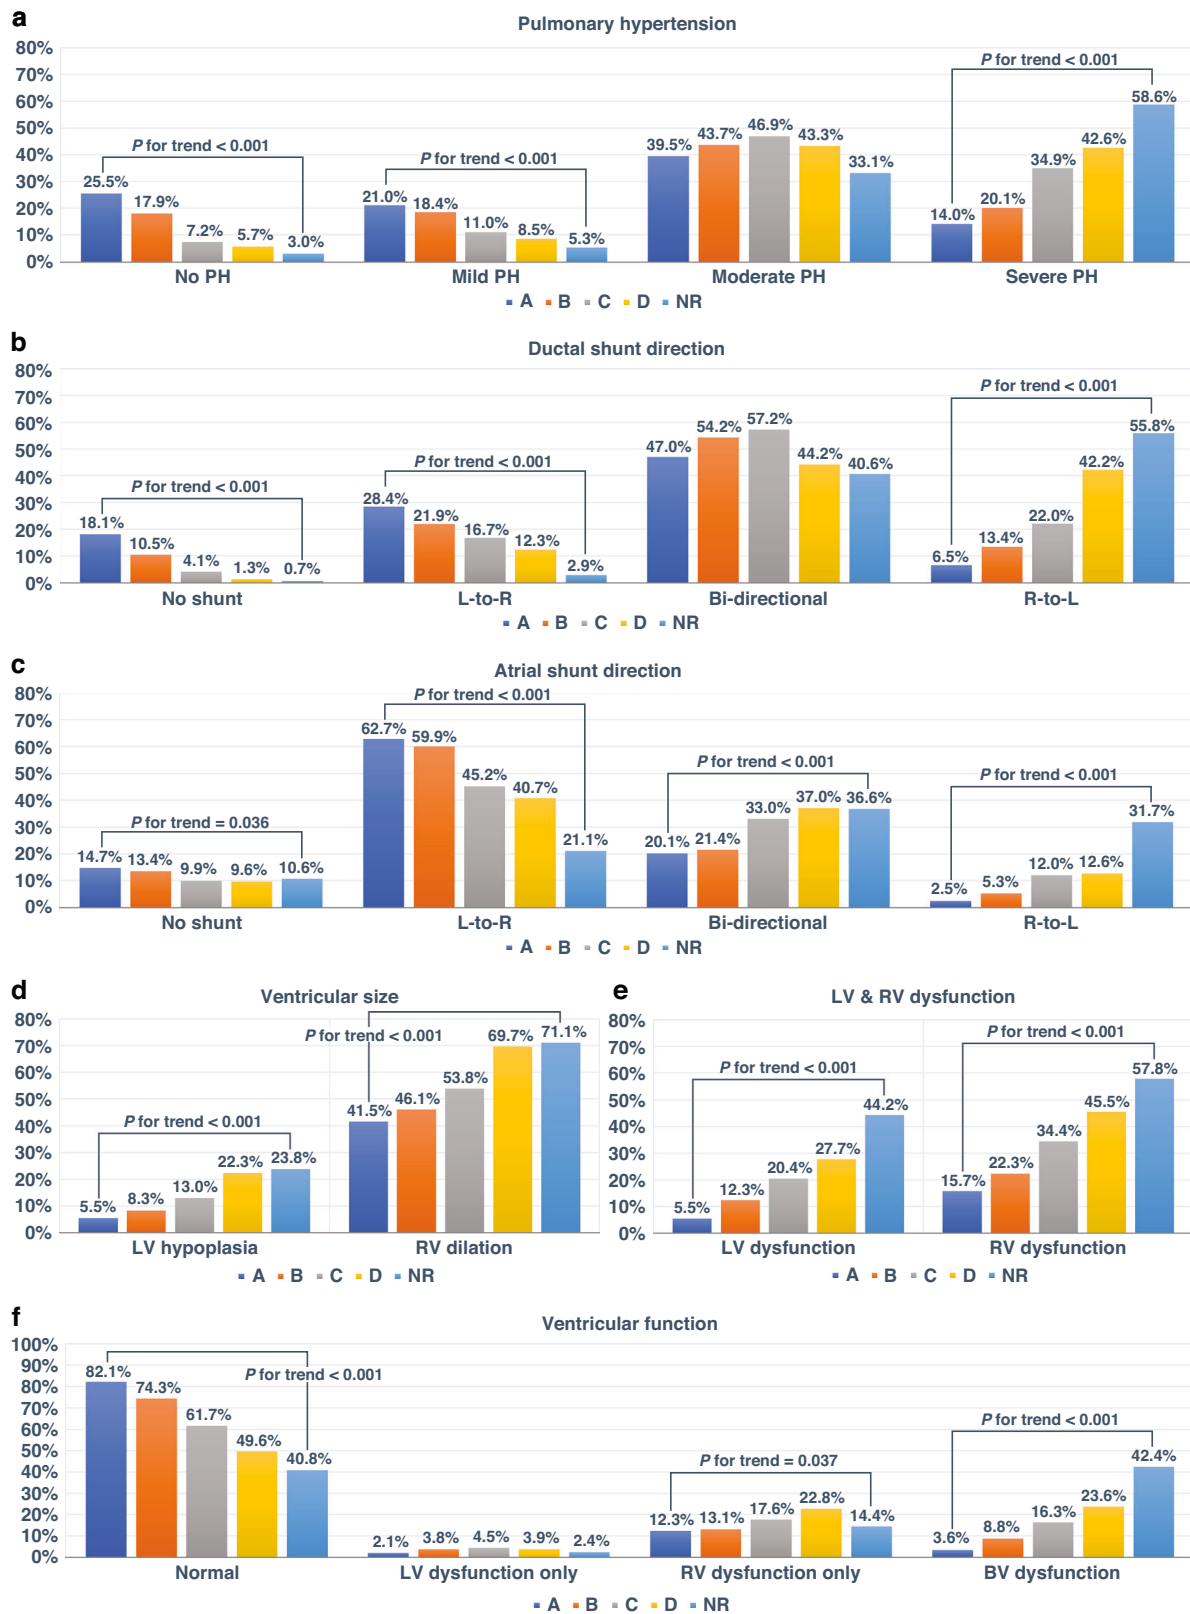 a
Pulmonary hypertension
80%
70%
60%
50%
40%
30%
20%
10%
0%
P for trend < 0.001
25.5%
17.9%
7.2%
5.7%
3.0%
P for trend < 0.001
21.0%
18.4%
11.0%
8.5%
5.3%
39.5%
43.7%
46.9%
43.3%
33.1%
P for trend < 0.001
14.0%
20.1%
34.9%
42.6%
58.6%
No PH
Mild PH
Moderate PH
Severe PH
A B C D NR
b
Ductal shunt direction
80%
70%
60%
50%
40%
30%
20%
10%
0%
P for trend < 0.001
18.1%
10.5%
4.1%
1.3%
0.7%
P for trend < 0.001
28.4%
21.9%
16.7%
12.3%
2.9%
47.0%
54.2%
57.2%
44.2%
40.6%
P for trend < 0.001
6.5%
13.4%
22.0%
42.2%
55.8%
No shunt
L-to-R
Bi-directional
R-to-L
A B C D NR
c
Atrial shunt direction
80%
70%
60%
50%
40%
30%
20%
10%
0%
P for trend = 0.036
14.7%
13.4%
9.9%
9.6%
10.6%
P for trend < 0.001
62.7%
59.9%
45.2%
40.7%
21.1%
P for trend < 0.001
20.1%
21.4%
33.0%
37.0%
36.6%
P for trend < 0.001
2.5%
5.3%
12.0%
12.6%
31.7%
No shunt
L-to-R
Bi-directional
R-to-L
A B C D NR
d
Ventricular size
80%
70%
60%
50%
40%
30%
20%
10%
0%
P for trend < 0.001
5.5%
8.3%
13.0%
22.3%
23.8%
P for trend < 0.001
41.5%
46.1%
53.8%
69.7%
71.1%
LV hypoplasia
RV dilation
A B C D NR
e
LV & RV dysfunction
80%
70%
60%
50%
40%
30%
20%
10%
0%
P for trend < 0.001
5.5%
12.3%
20.4%
27.7%
44.2%
P for trend < 0.001
15.7%
22.3%
34.4%
45.5%
57.8%
LV dysfunction
RV dysfunction
A B C D NR
f
Ventricular function
100%
90%
80%
70%
60%
50%
40%
30%
20%
10%
0%
P for trend < 0.001
82.1%
74.3%
61.7%
49.6%
40.8%
2.1%
3.8%
4.5%
3.9%
2.4%
P for trend = 0.037
12.3%
13.1%
17.6%
22.8%
14.4%
P for trend < 0.001
3.6%
8.8%
16.3%
23.6%
42.4%
Normal
LV dysfunction only
RV dysfunction only
BV dysfunction
A B C D NR